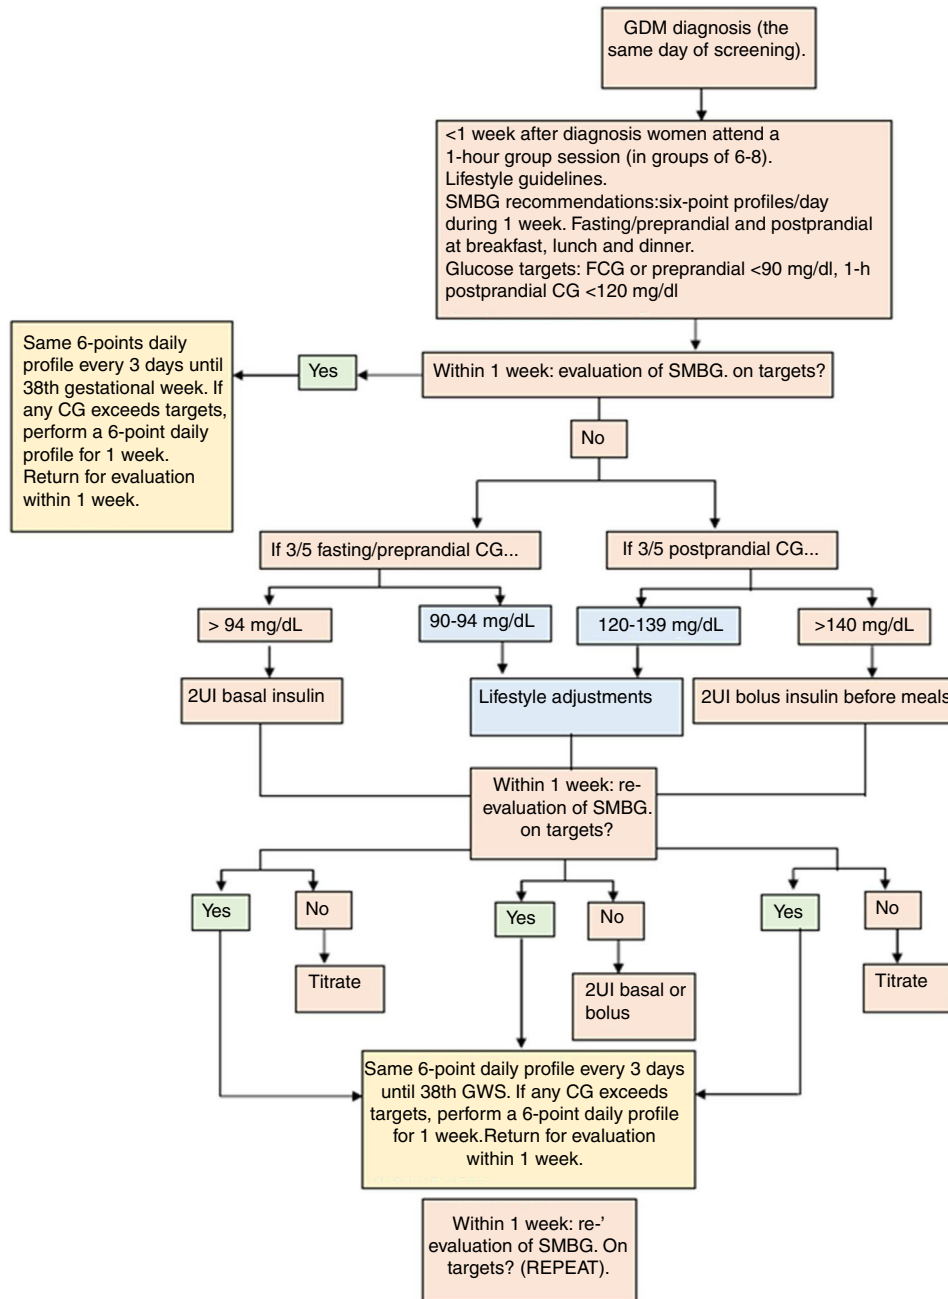 GDM diagnosis (the
same day of screening).
<1 week after diagnosis women attend a
1-hour group session (in groups of 6-8).
Lifestyle guidelines.
SMBG recommendations:six-point profiles/day
during 1 week. Fasting/preprandial and postprandial
at breakfast, lunch and dinner.
Glucose targets: FCG or preprandial <90 mg/dl, 1-h
postprandial CG <120 mg/dl
Same 6-points daily
profile every 3 days until
38th gestational week. If
any CG exceeds targets,
perform a 6-point daily
profile for 1 week.
Return for evaluation
within 1 week.
Yes
Within 1 week: evaluation of SMBG. on targets?
No
If 3/5 fasting/preprandial CG...
If 3/5 postprandial CG...
> 94 mg/dL
90-94 mg/dL
120-139 mg/dL
>140 mg/dL
2UI basal insulin
Lifestyle adjustments
2UI bolus insulin before meals
Within 1 week: re-
evaluation of SMBG.
on targets?
Yes
No
Yes
No
Yes
No
Titrate
2UI basal or
bolus
Titrate
Same 6-point daily profile every 3 days
until 38th GWS. If any CG exceeds
targets, perform a 6-point daily profile
for 1 week.Return for evaluation
within 1 week.
Within 1 week: re-'
evaluation of SMBG. On
targets? (REPEAT).